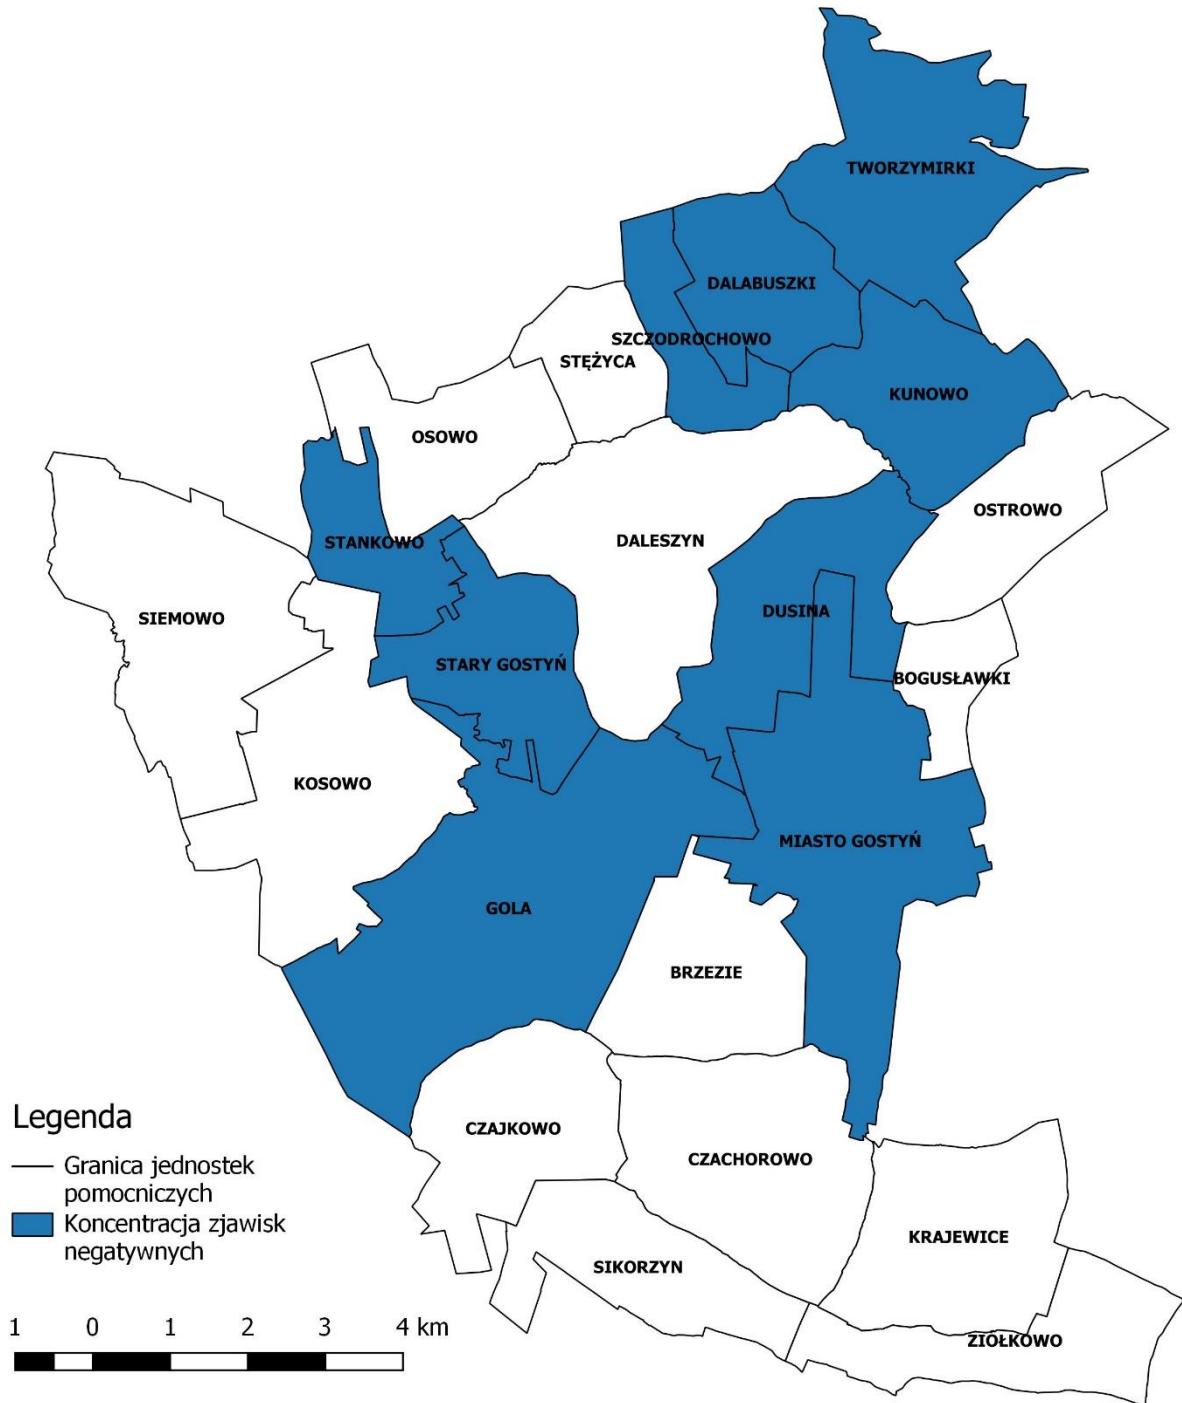 TWORZYMIRKI
DALABUSZKI
SZCZODROCHOWO
STĘŻYCA
KUNOWO
OSOWO
OSTROWO
STANKOWO
DALESZYN
DUSINA
SIEMOWO
STARY GOSTYŃ
BOGUSŁAWKI
KOSOWO
MIASTO GOSTYŃ
GOLA
BRZEZIE
Legenda
Granica jednostek
pomocniczych
Koncentracja zjawisk
negatywnych
CZAJKOWO
CZACHOROWO
KRAJEWICE
SIKORZYN
ZIÓŁKOWO
1 0 1 2 3 4 km